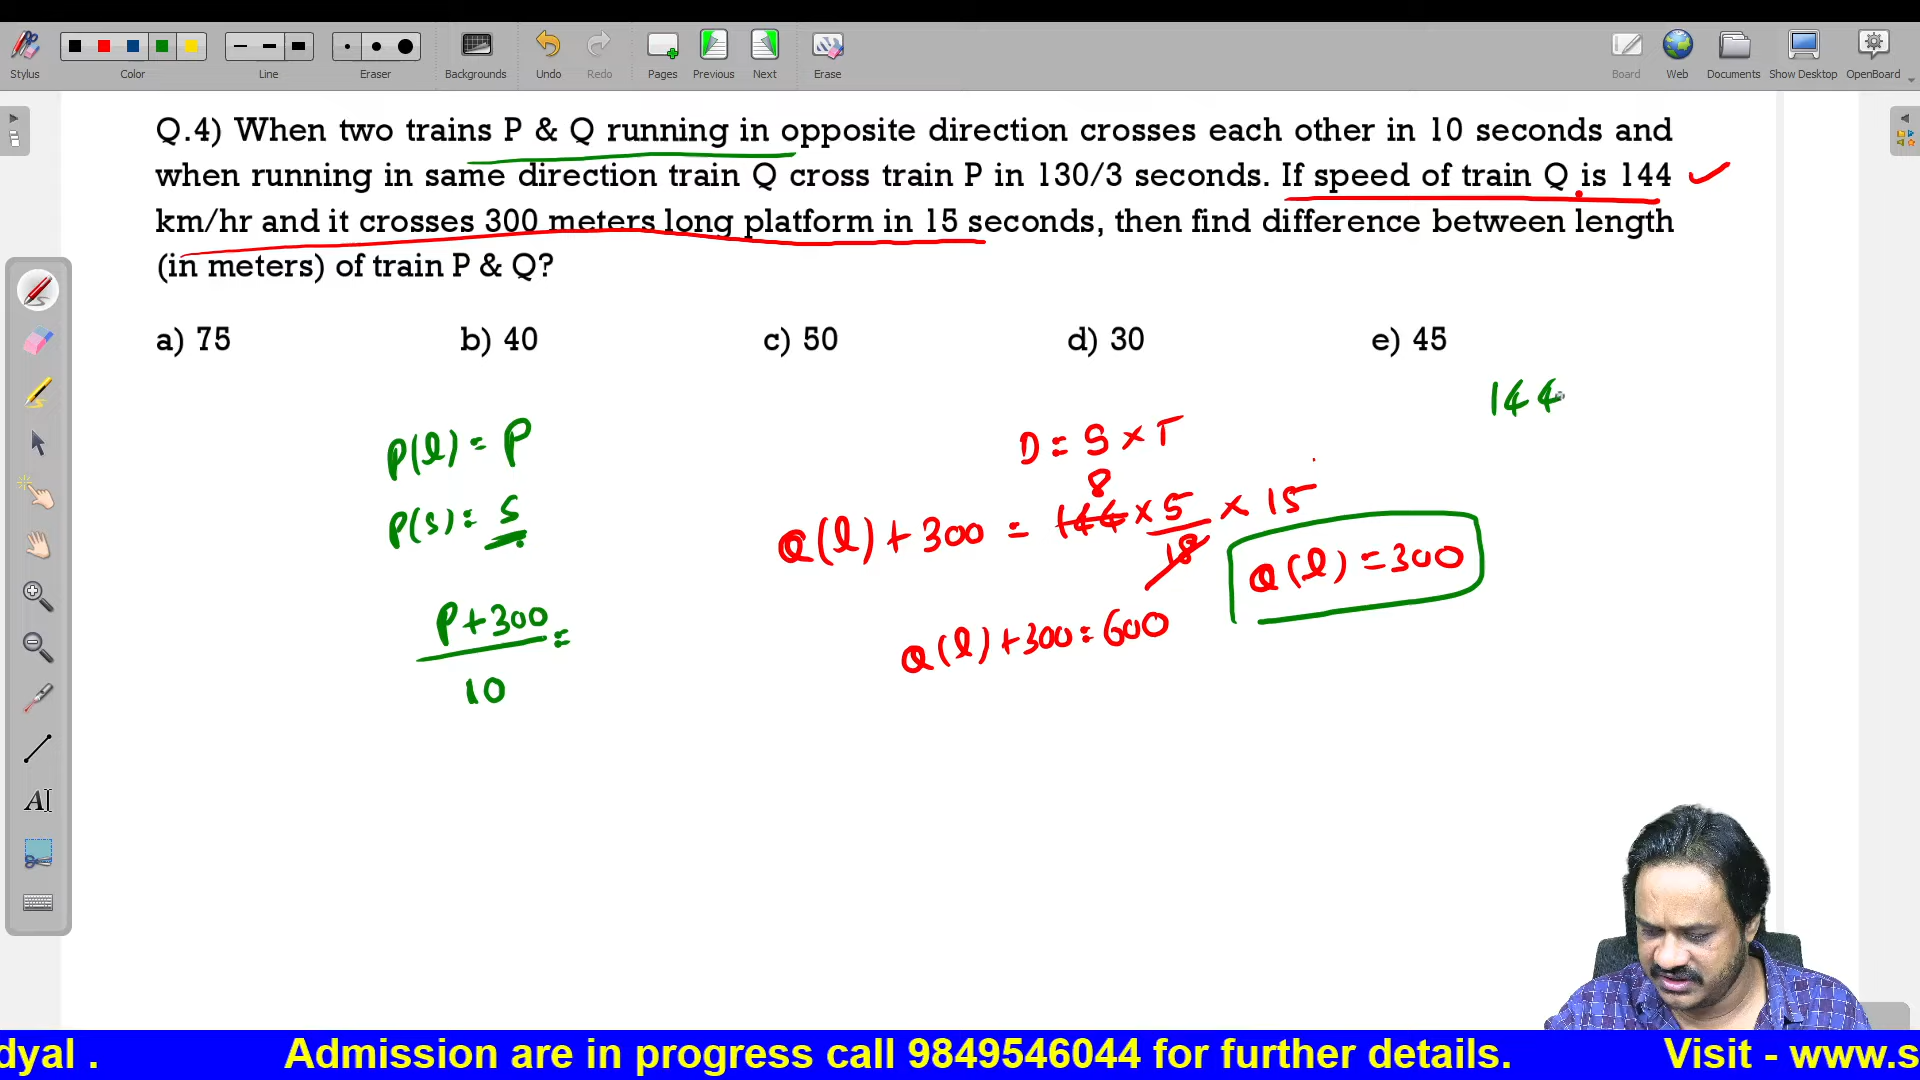 Stylus
Color
Line
Eraser
Backgrounds
Undo
Redo
Pages
Previous
Next
Erase
Board
Web
Documents
Show Desktop
OpenBoard
Q.4) When two trains P & Q running in opposite direction crosses each other in 10 seconds and
when running in same direction train Q cross train P in 130/3 seconds. If speed of train Q is 144
km/hr and it crosses 300 meters long platform in 15 seconds, then find difference between length
(in meters) of train P & Q?
a) 75 b) 40 c) 50 d) 30 e) 45
144
P(l) = P
D = S × T
P(s) = S
8
Q(l) + 300 = 144 × 5/18 × 15
Q(l) = 300
P + 300 =
10
Q(l) + 300 = 600
AI
dyal . Admission are in progress call 9849546044 for further details. Visit - www.s